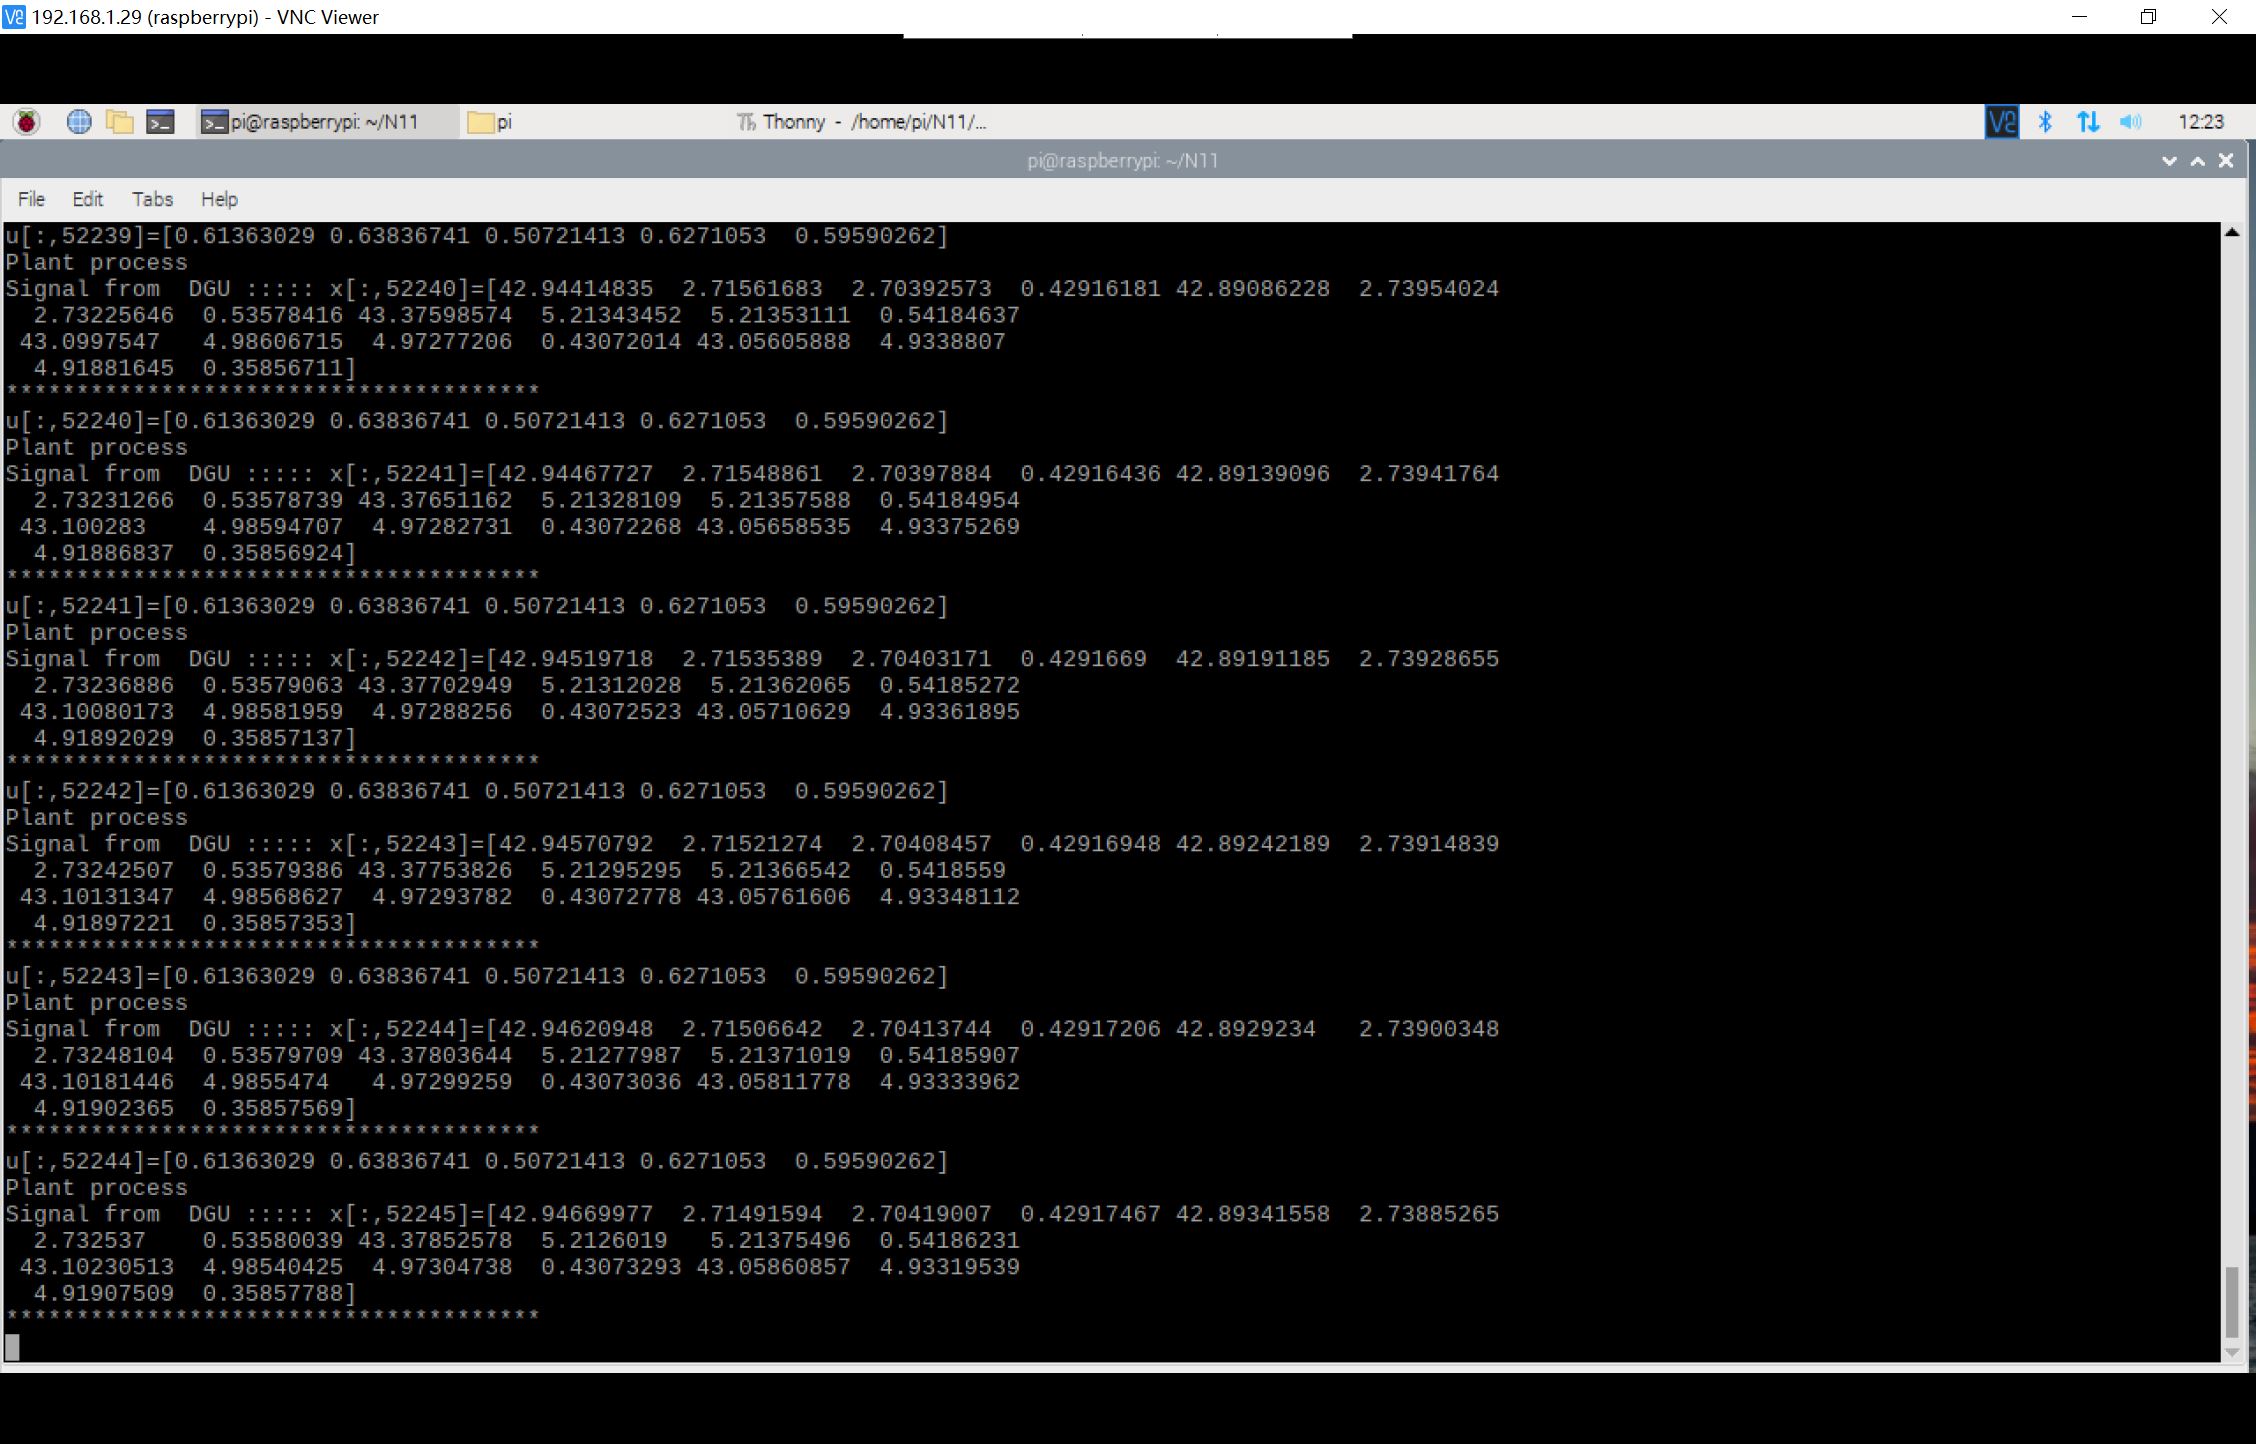 192.168.1.29 (raspberrypi) - VNC Viewer
pi@raspberrypi: ~/N11 pi Thonny - /home/pi/N11/... 12:23
pi@raspberrypi: ~/N11
File Edit Tabs Help
u[:,52239]=[0.61363029 0.63836741 0.50721413 0.6271053  0.59590262]
Plant process
Signal from  DGU ::::: x[:,52240]=[42.94414835  2.71561683  2.70392573  0.42916181 42.89086228  2.73954024
  2.73225646  0.53578416 43.37598574  5.21343452  5.21353111  0.54184637
 43.0997547   4.98606715  4.97277206  0.43072014 43.05605888  4.9338807
  4.91881645  0.35856711]
**************************************
u[:,52240]=[0.61363029 0.63836741 0.50721413 0.6271053  0.59590262]
Plant process
Signal from  DGU ::::: x[:,52241]=[42.94467727  2.71548861  2.70397884  0.42916436 42.89139096  2.73941764
  2.73231266  0.53578739 43.37651162  5.21328109  5.21357588  0.54184954
 43.100283    4.98594707  4.97282731  0.43072268 43.05658535  4.93375269
  4.91886837  0.35856924]
**************************************
u[:,52241]=[0.61363029 0.63836741 0.50721413 0.6271053  0.59590262]
Plant process
Signal from  DGU ::::: x[:,52242]=[42.94519718  2.71535389  2.70403171  0.4291669  42.89191185  2.73928655
  2.73236886  0.53579063 43.37702949  5.21312028  5.21362065  0.54185272
 43.10080173  4.98581959  4.97288256  0.43072523 43.05710629  4.93361895
  4.91892029  0.35857137]
**************************************
u[:,52242]=[0.61363029 0.63836741 0.50721413 0.6271053  0.59590262]
Plant process
Signal from  DGU ::::: x[:,52243]=[42.94570792  2.71521274  2.70408457  0.42916948 42.89242189  2.73914839
  2.73242507  0.53579386 43.37753826  5.21295295  5.21366542  0.5418559
 43.10131347  4.98568627  4.97293782  0.43072778 43.05761606  4.93348112
  4.91897221  0.35857353]
**************************************
u[:,52243]=[0.61363029 0.63836741 0.50721413 0.6271053  0.59590262]
Plant process
Signal from  DGU ::::: x[:,52244]=[42.94620948  2.71506642  2.70413744  0.42917206 42.8929234   2.73900348
  2.73248104  0.53579709 43.37803644  5.21277987  5.21371019  0.54185907
 43.10181446  4.9855474   4.97299259  0.43073036 43.05811778  4.93333962
  4.91902365  0.35857569]
**************************************
u[:,52244]=[0.61363029 0.63836741 0.50721413 0.6271053  0.59590262]
Plant process
Signal from  DGU ::::: x[:,52245]=[42.94669977  2.71491594  2.70419007  0.42917467 42.89341558  2.73885265
  2.732537    0.53580039 43.37852578  5.2126019   5.21375496  0.54186231
 43.10230513  4.98540425  4.97304738  0.43073293 43.05860857  4.93319539
  4.91907509  0.35857788]
**************************************